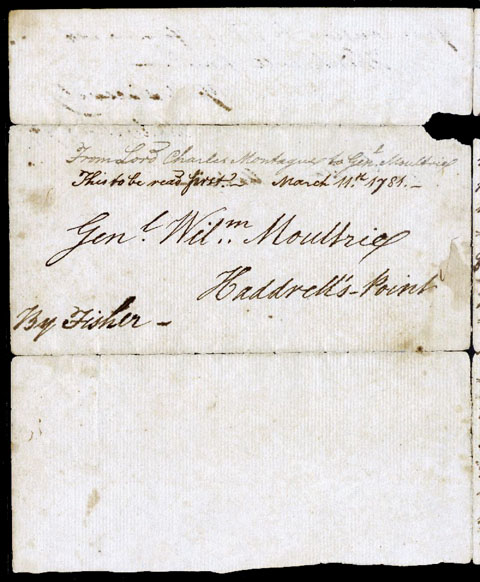 From Lord Charles Montague to Genl. Moultrie
This to be read first. — March 11th. 1781. —
Genl. Wilm. Moultrie
Haddrell's-Point
By Fisher —